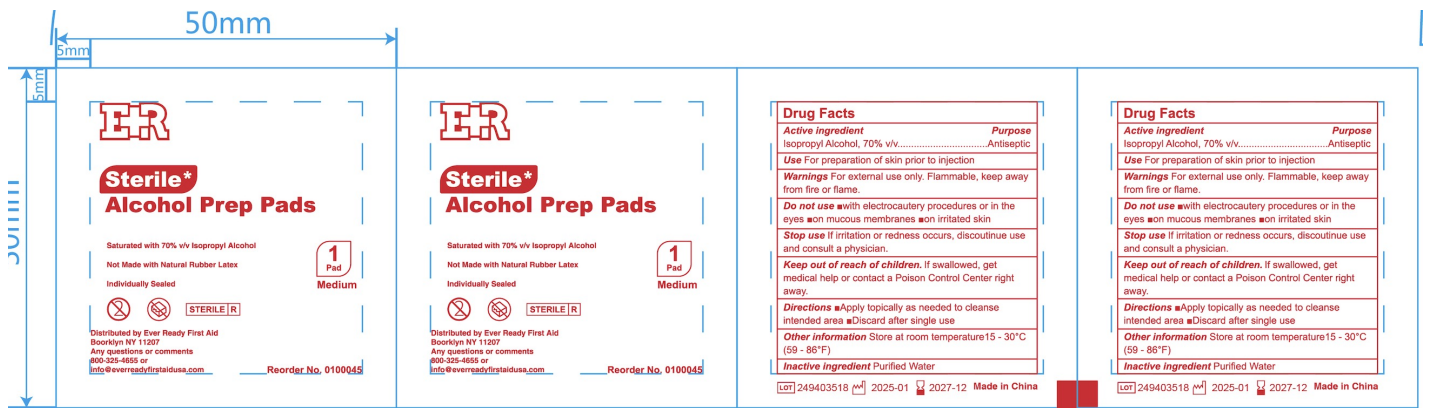 50mm
5mm
5mm
50mm
E-R
Sterile*
Alcohol Prep Pads
Saturated with 70% v/v Isopropyl Alcohol
Not Made with Natural Rubber Latex
Individually Sealed
1
Pad
Medium
2
STERILE R
Distributed by Ever Ready First Aid
Boorklyn NY 11207
Any questions or comments
800-325-4655 or
info@everreadyfirstaidusa.com
Reorder No, 0100045
E-R
Sterile*
Alcohol Prep Pads
Saturated with 70% v/v Isopropyl Alcohol
Not Made with Natural Rubber Latex
Individually Sealed
1
Pad
Medium
2
STERILE R
Distributed by Ever Ready First Aid
Boorklyn NY 11207
Any questions or comments
800-325-4655 or
info@everreadyfirstaidusa.com
Reorder No, 0100045
Drug Facts
Active ingredient Purpose
Isopropyl Alcohol, 70% v/v.................................Antiseptic
Use For preparation of skin prior to injection
Warnings For external use only. Flammable, keep away
from fire or flame.
Do not use ■with electrocautery procedures or in the
eyes ■on mucous membranes ■on irritated skin
Stop use If irritation or redness occurs, discoutinue use
and consult a physician.
Keep out of reach of children. If swallowed, get
medical help or contact a Poison Control Center right
away.
Directions ■Apply topically as needed to cleanse
intended area ■Discard after single use
Other information Store at room temperature15 - 30°C
(59 - 86°F)
Inactive ingredient Purified Water
LOT 249403518 2025-01 2027-12 Made in China
Drug Facts
Active ingredient Purpose
Isopropyl Alcohol, 70% v/v.................................Antiseptic
Use For preparation of skin prior to injection
Warnings For external use only. Flammable, keep away
from fire or flame.
Do not use ■with electrocautery procedures or in the
eyes ■on mucous membranes ■on irritated skin
Stop use If irritation or redness occurs, discoutinue use
and consult a physician.
Keep out of reach of children. If swallowed, get
medical help or contact a Poison Control Center right
away.
Directions ■Apply topically as needed to cleanse
intended area ■Discard after single use
Other information Store at room temperature15 - 30°C
(59 - 86°F)
Inactive ingredient Purified Water
LOT 249403518 2025-01 2027-12 Made in China